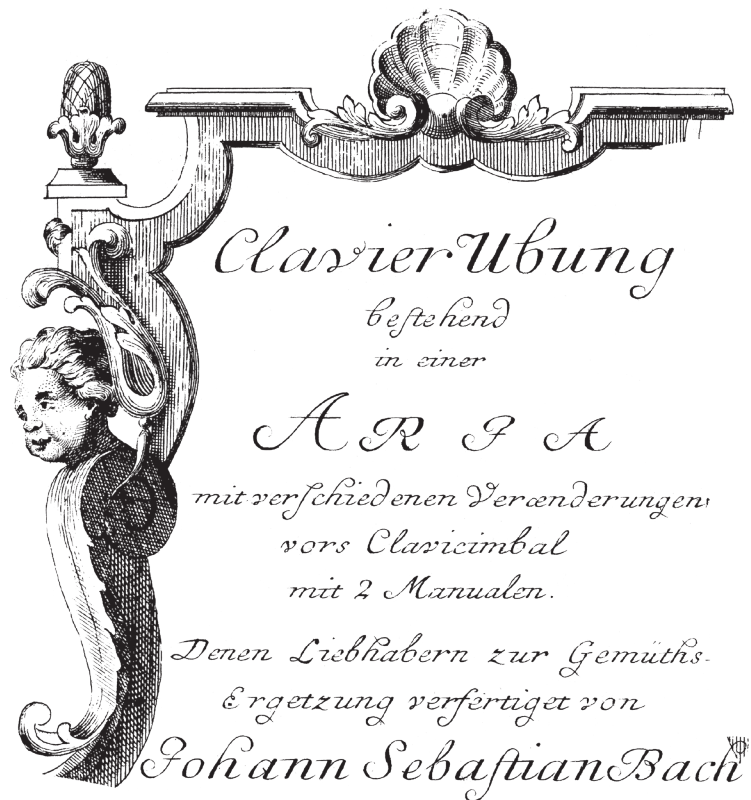 Clavier Ubung
beſtehend
in einer
ARIA
mit verſchiedenen Verænderungen
vors Clavicimbal
mit 2 Manualen.
Denen Liebhabern zur Gemüths-
Ergetzung verfertiget von
Johann Sebaſtian Bach